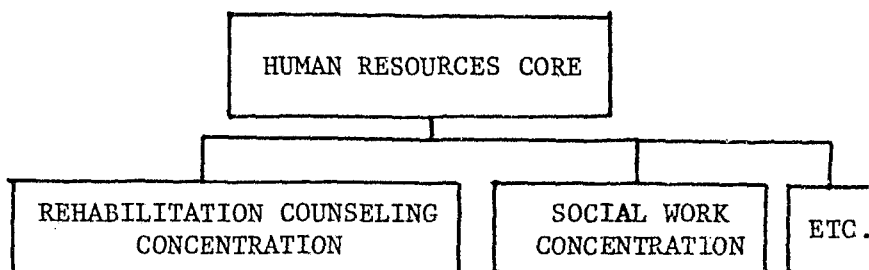 HUMAN RESOURCES CORE
REHABILITATION COUNSELING
CONCENTRATION
SOCIAL WORK
CONCENTRATION
ETC.